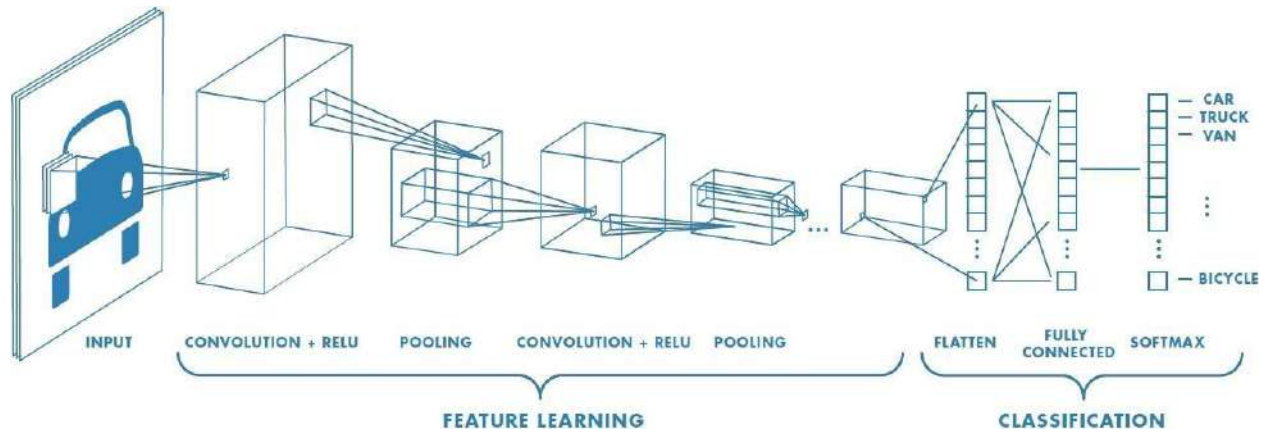 CAR
TRUCK
VAN
...
BICYCLE
INPUT
CONVOLUTION + RELU
POOLING
CONVOLUTION + RELU
POOLING
FLATTEN
FULLY
CONNECTED
SOFTMAX
FEATURE LEARNING
CLASSIFICATION